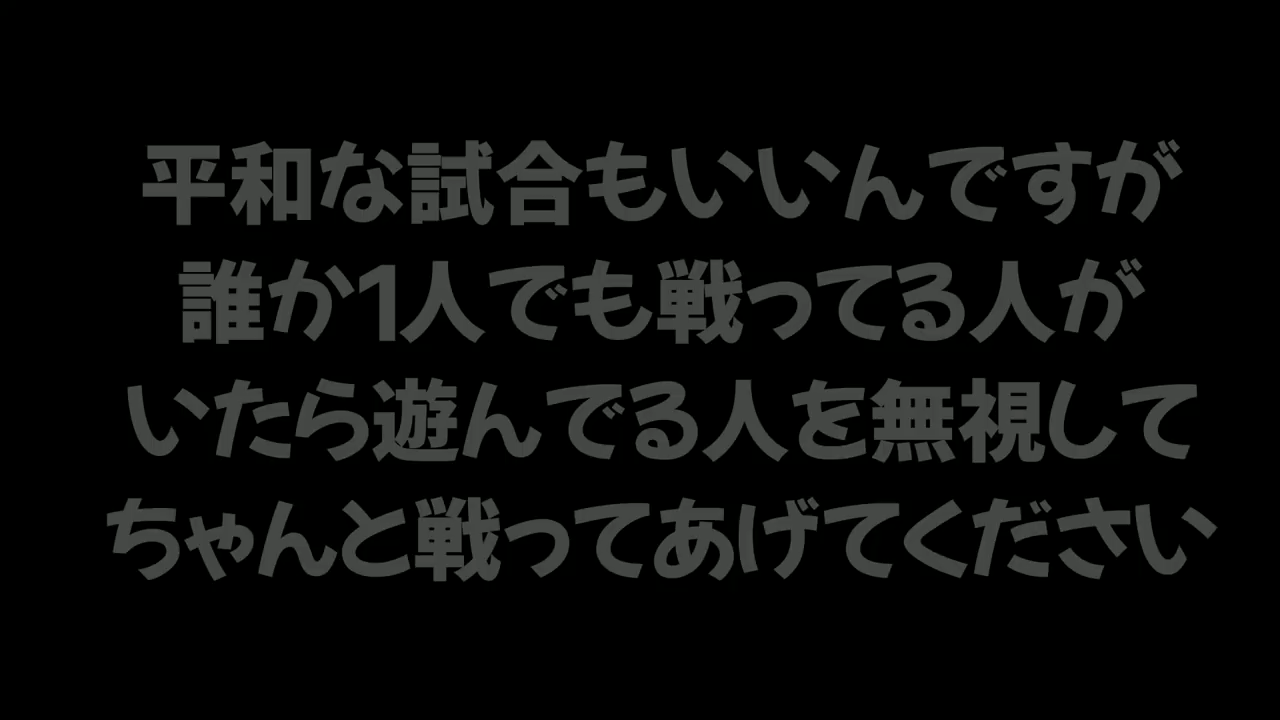 平和な試合もいいんですが
誰か1人でも戦ってる人が
いたら遊んでる人を無視して
ちゃんと戦ってあげてください